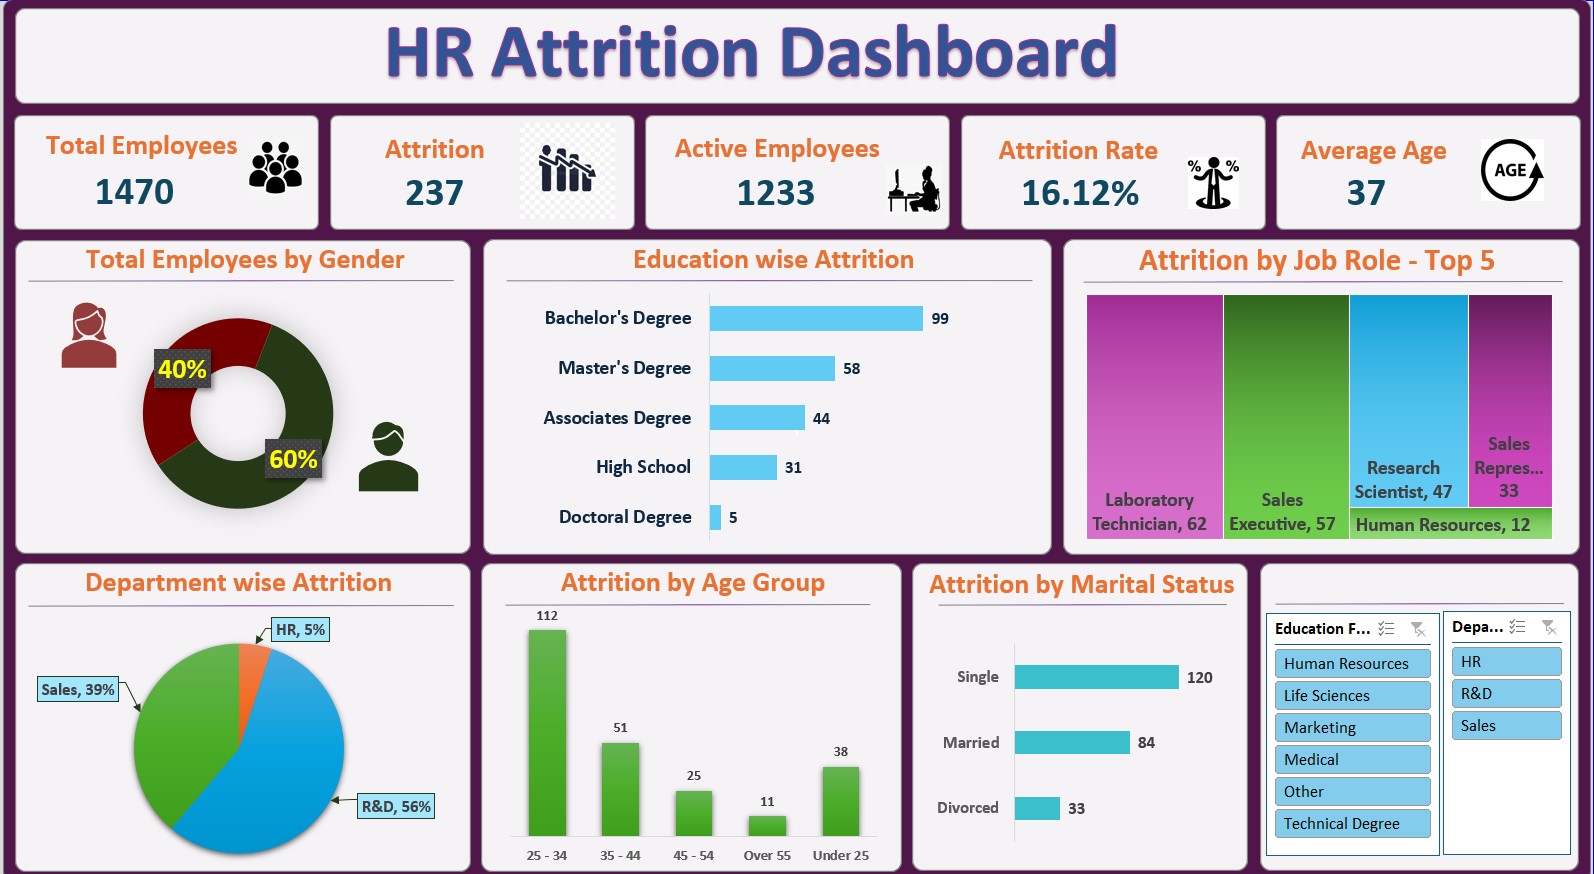 HR Attrition Dashboard
Total Employees
1470
Attrition
237
Active Employees
1233
Attrition Rate
16.12%
% %
Average Age
37
AGE
Total Employees by Gender
40%
60%
Education wise Attrition
Bachelor's Degree 99
Master's Degree 58
Associates Degree 44
High School 31
Doctoral Degree 5
Attrition by Job Role - Top 5
Laboratory
Technician, 62
Sales
Executive, 57
Research
Scientist, 47
Sales
Repres...
33
Human Resources, 12
Department wise Attrition
HR, 5%
Sales, 39%
R&D, 56%
Attrition by Age Group
112
51
25
11
38
25 - 34
35 - 44
45 - 54
Over 55
Under 25
Attrition by Marital Status
Single 120
Married 84
Divorced 33
Education F...
Human Resources
Life Sciences
Marketing
Medical
Other
Technical Degree
Depa...
HR
R&D
Sales